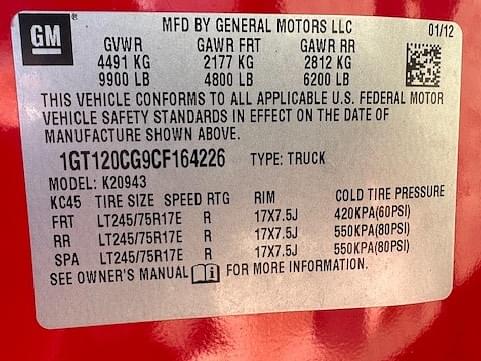 GM
MFD BY GENERAL MOTORS LLC 01/12
GVWR GAWR FRT GAWR RR
4491 KG 2177 KG 2812 KG
9900 LB 4800 LB 6200 LB
THIS VEHICLE CONFORMS TO ALL APPLICABLE U.S. FEDERAL MOTOR
VEHICLE SAFETY STANDARDS IN EFFECT ON THE DATE OF
MANUFACTURE SHOWN ABOVE.
1GT120CG9CF164226 TYPE: TRUCK
MODEL: K20943
KC45 TIRE SIZE SPEED RTG RIM COLD TIRE PRESSURE
FRT LT245/75R17E R 17X7.5J 420KPA(60PSI)
RR LT245/75R17E R 17X7.5J 550KPA(80PSI)
SPA LT245/75R17E R 17X7.5J 550KPA(80PSI)
SEE OWNER'S MANUAL FOR MORE INFORMATION.